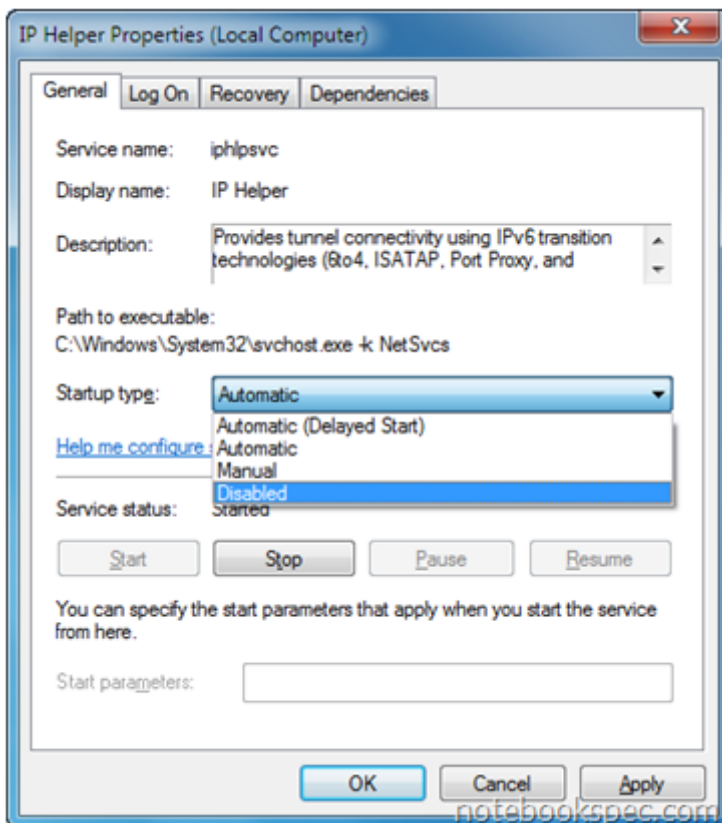 IP Helper Properties (Local Computer)
General Log On Recovery Dependencies
Service name: iphlpsvc
Display name: IP Helper
Description: Provides tunnel connectivity using IPv6 transition
technologies (6to4, ISATAP, Port Proxy, and
Path to executable:
C:\Windows\System32\svchost.exe -k NetSvcs
Startup type: Automatic
Automatic (Delayed Start)
Help me configure
Automatic
Manual
Disabled
Service status: Started
Start Stop Pause Resume
You can specify the start parameters that apply when you start the service
from here.
Start parameters:
OK Cancel Apply
notebookspec.com